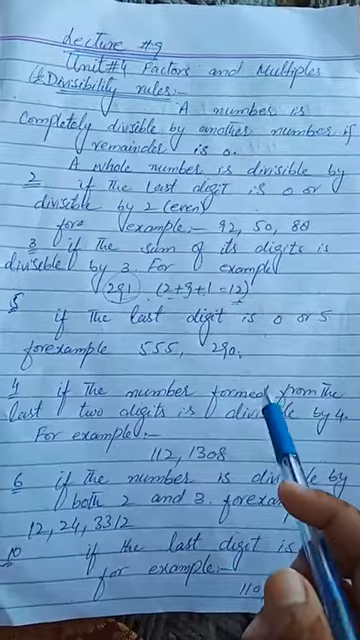 Lecture #9
Unit#4 Factors and Multiples
Divisibility rules:-
A number is
Completely divisible by another number if
remainder is 0.
A whole number is divisible by
2 if the last digit is 0 or
divisible by 2 (even)
for example:- 92, 50, 88
3 if the sum of its digits is
divisible by 3. For example
291 (2+9+1=12)
5
if the last digit is 0 or 5
forexample 555, 290.
4 if the number formed from the
last two digits is divisible by 4.
For example:-
112, 1308
6 if the number is divisible by
both 2 and 3. forexam
12, 24, 3312
10 if the last digit is
for example:-
110